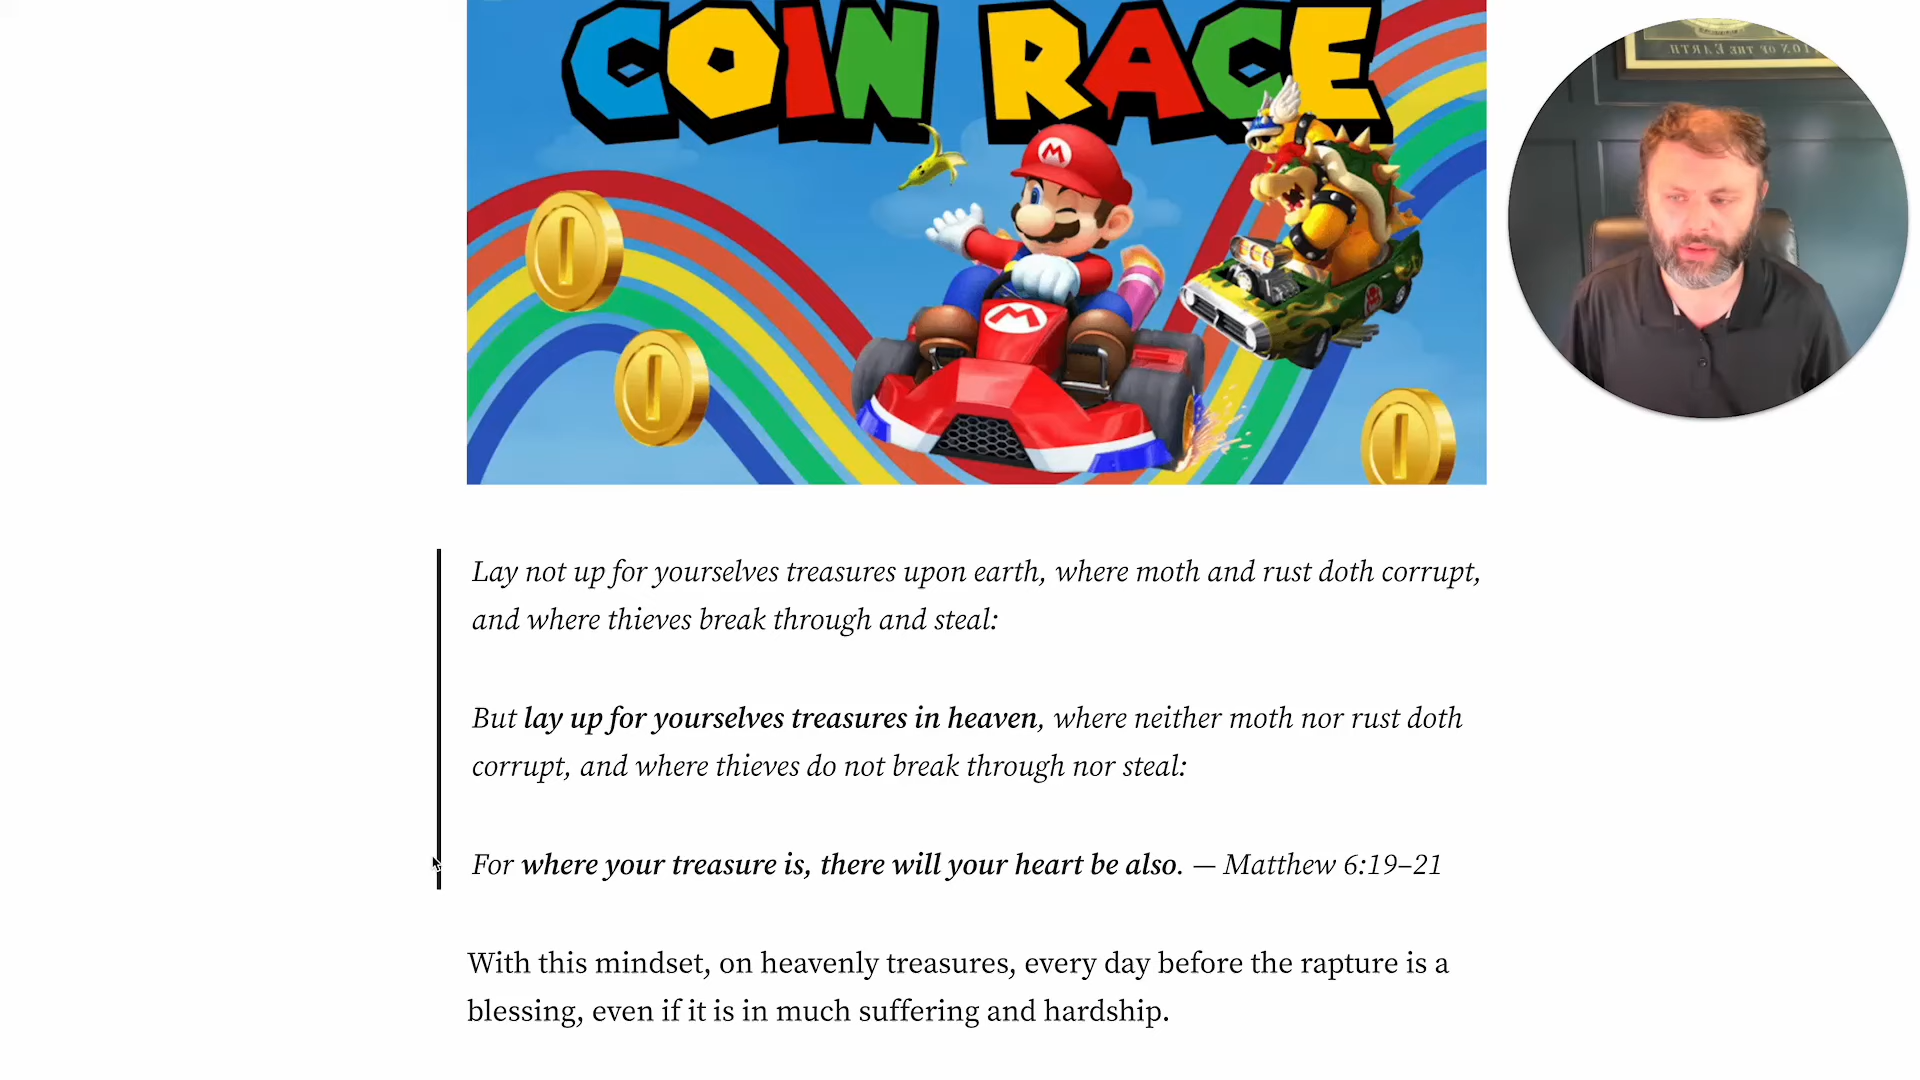 COIN RACE
M
M
ION OF THE EARTH
Lay not up for yourselves treasures upon earth, where moth and rust doth corrupt,
and where thieves break through and steal:
But lay up for yourselves treasures in heaven, where neither moth nor rust doth
corrupt, and where thieves do not break through nor steal:
For where your treasure is, there will your heart be also. — Matthew 6:19–21
With this mindset, on heavenly treasures, every day before the rapture is a
blessing, even if it is in much suffering and hardship.